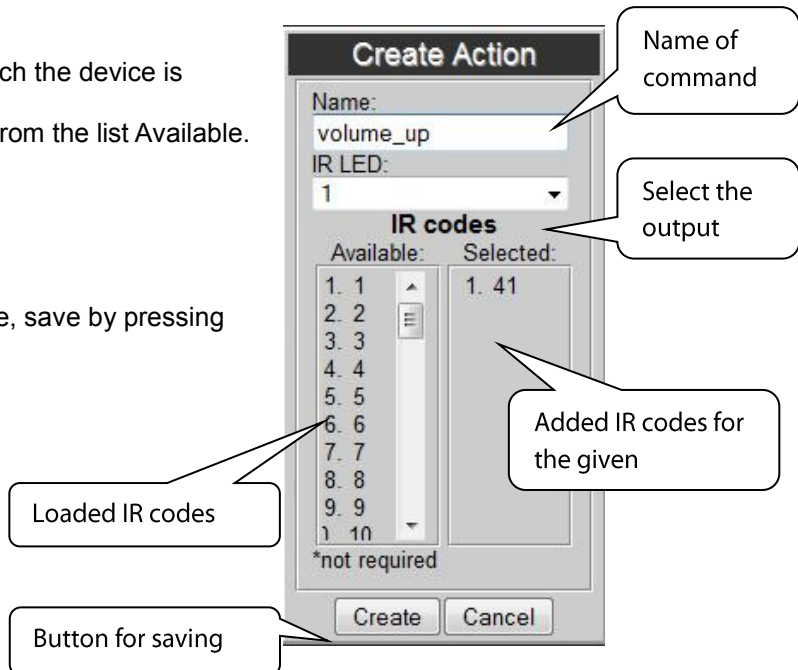 ch the device is
rom the list Available.
e, save by pressing
Create Action
Name:
volume_up
IR LED:
1
IR codes
Available:
Selected:
1. 1
2. 2
3. 3
4. 4
5. 5
6. 6
7. 7
8. 8
9. 9
). 10
1. 41
*not required
Create
Cancel
Name of
command
Select the
output
Added IR codes for
the given
Loaded IR codes
Button for saving